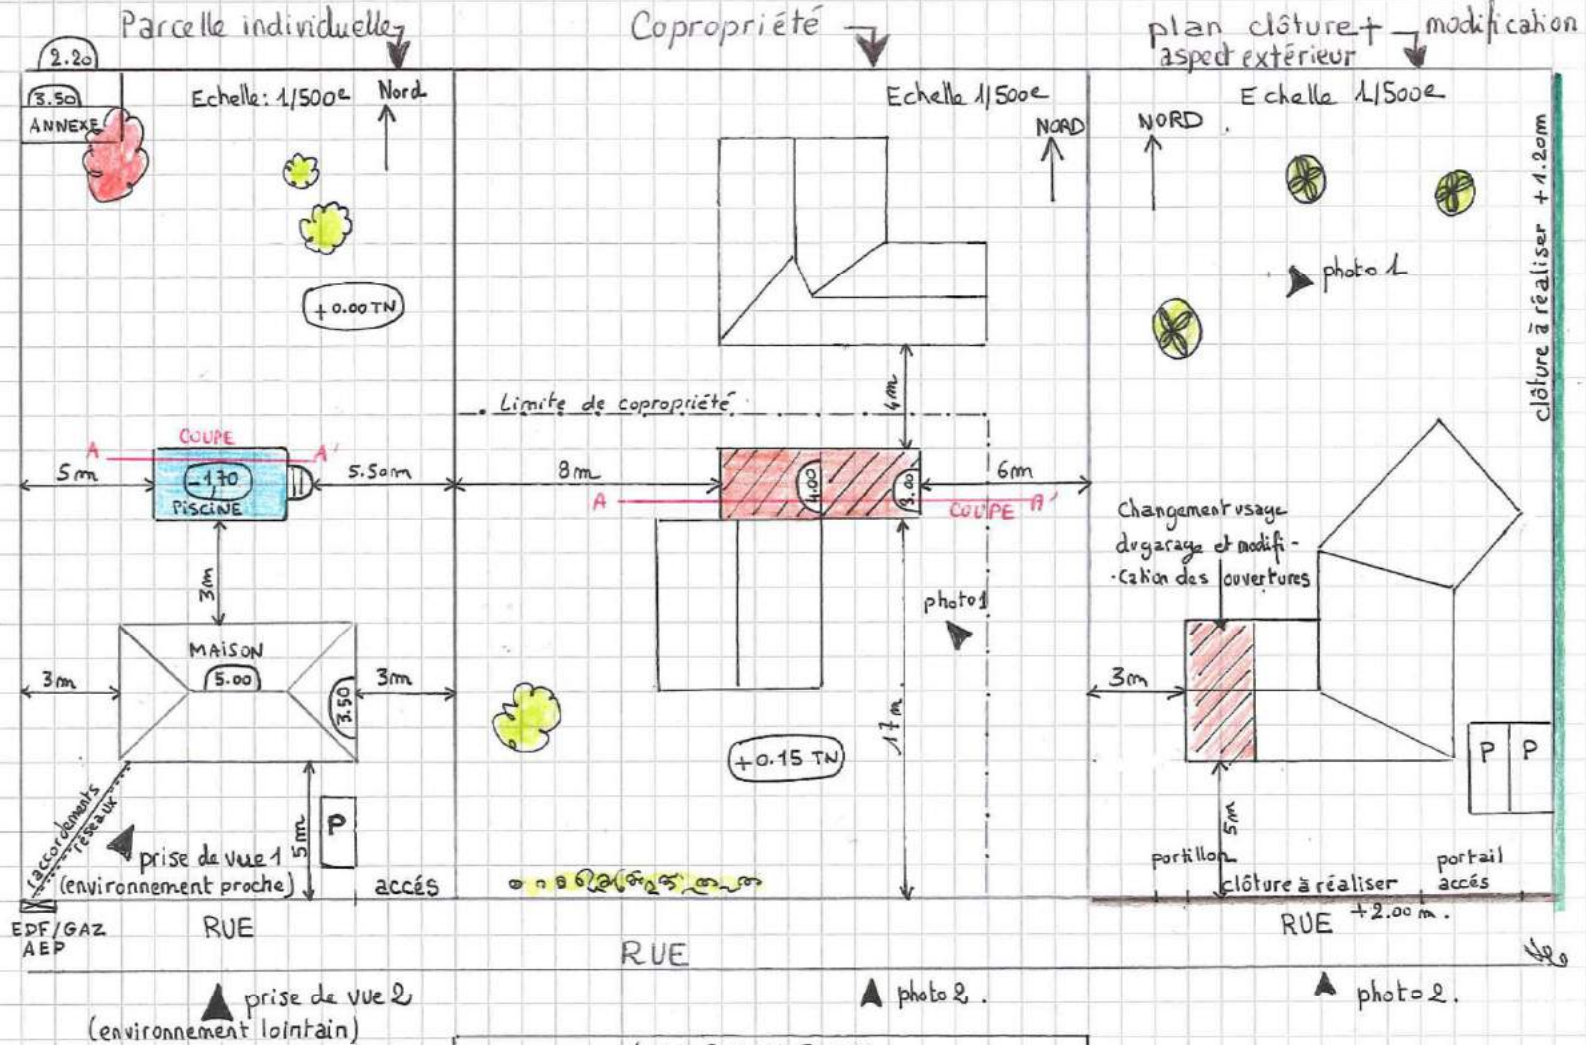 Parcelle individuelle
2.20
3.50
ANNEXE
Echelle: 1/500e
Nord
+0.00 TN
COUPE
A
A'
5m
-1,70
PISCINE
5.50m
3m
MAISON
5.00
3.50
3m
3m
raccordements
réseaux
prise de vue 1
(environnement proche)
5m
P
accés
EDF/GAZ
AEP
RUE
prise de vue 2
(environnement lointain)
Copropriété
Echelle 1/500e
NORD
4m
Limite de copropriété
8m
4.00
3.00
6m
A
COUPE A'
photo 1
17m
+0.15 TN
RUE
photo 2.
plan clôture + modification
aspect extérieur
Echelle 1/500e
NORD
clôture à réaliser +1.20m
photo 1
Changement usage
du garage et modifi-
-cation des ouvertures
3m
P
P
5m
portillon
portail
accés
clôture à réaliser
+2.00 m.
RUE
photo 2.